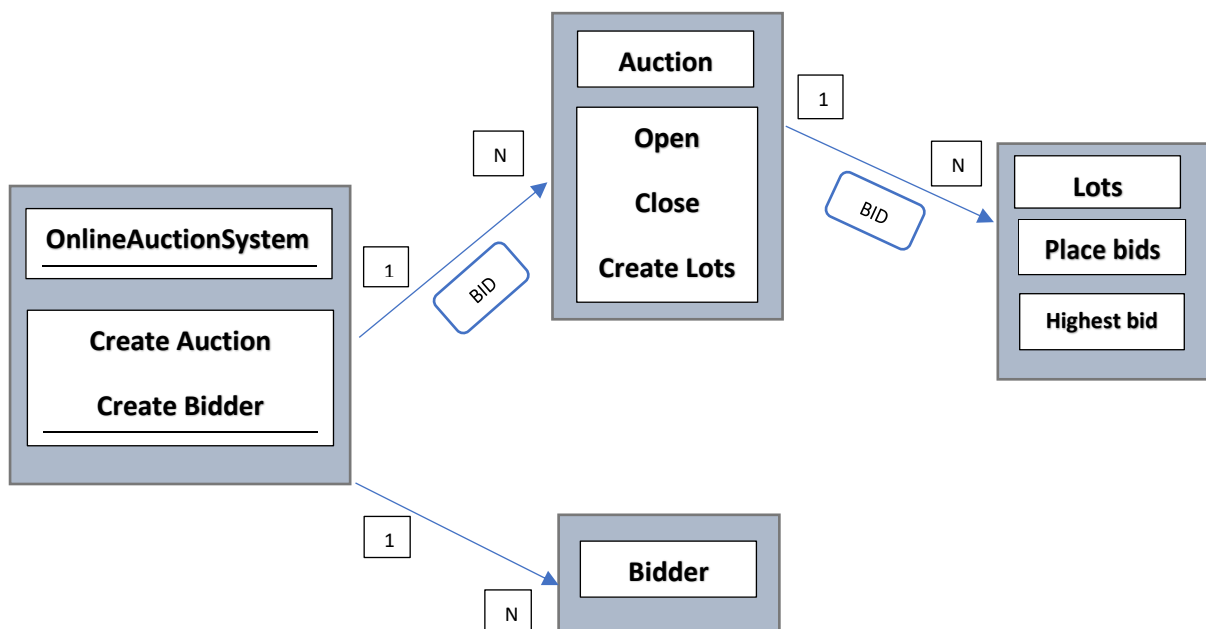 Auction
Open
Close
Create Lots
1
N
BID
N
Lots
Place bids
Highest bid
OnlineAuctionSystem
Create Auction
Create Bidder
1
BID
1
N
Bidder